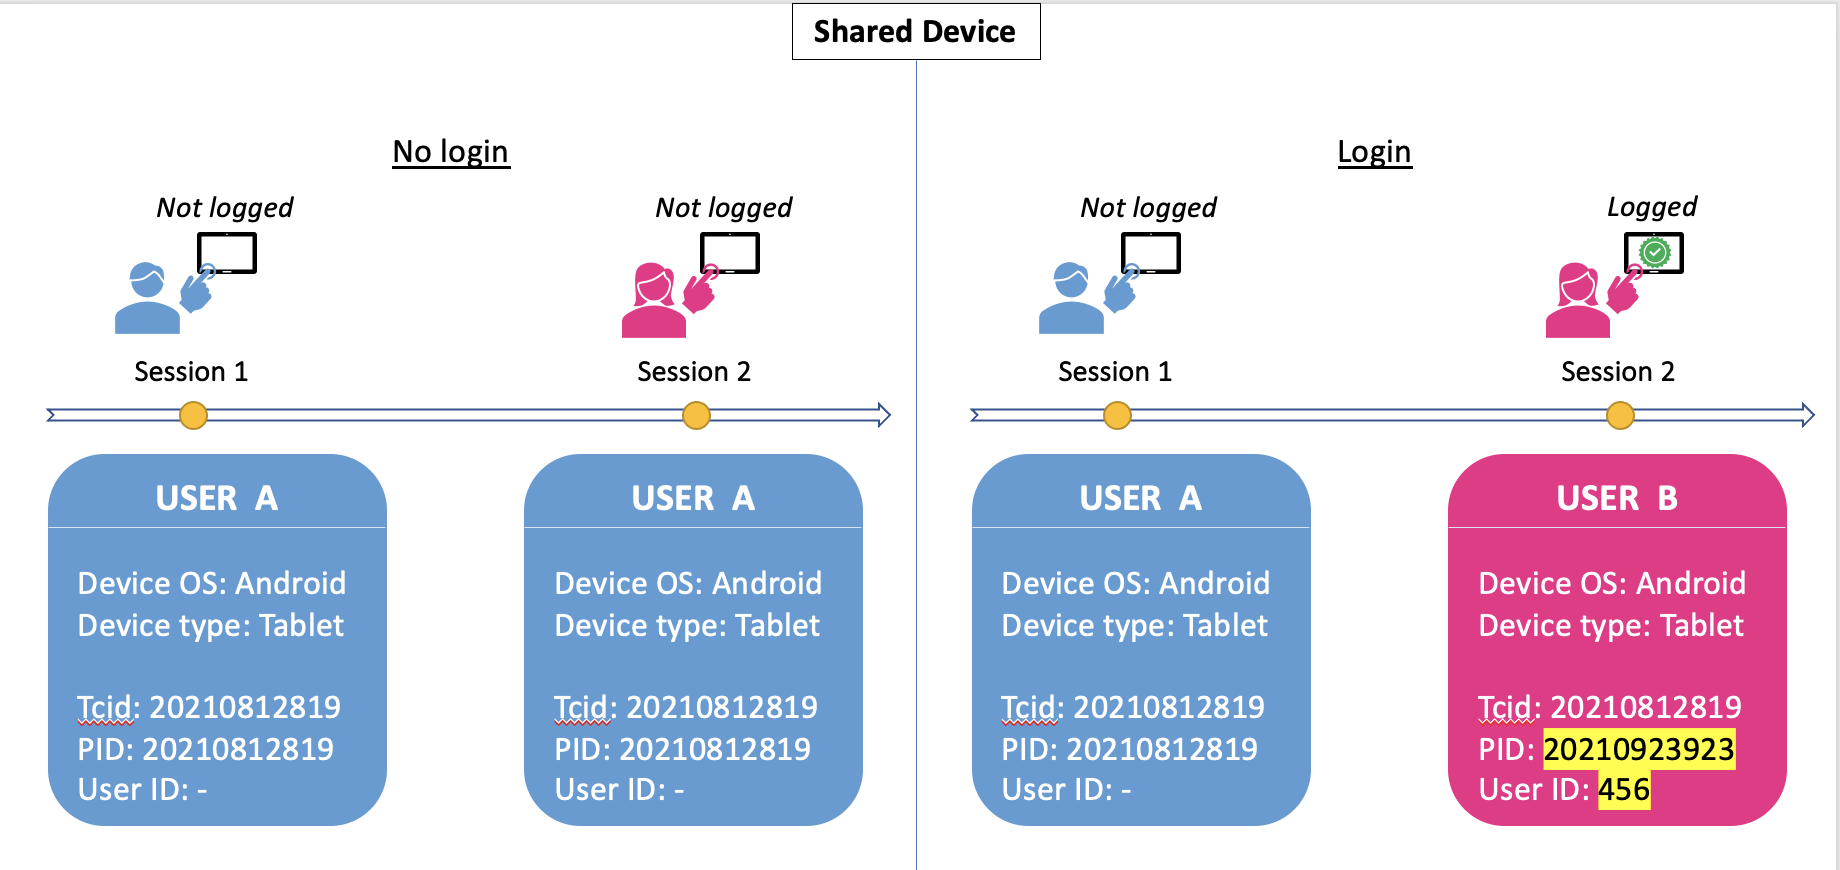 Shared Device
No login
Not logged
Not logged
Session 1
Session 2
USER A
Device OS: Android
Device type: Tablet
Tcid: 20210812819
PID: 20210812819
User ID: -
USER A
Device OS: Android
Device type: Tablet
Tcid: 20210812819
PID: 20210812819
User ID: -
Login
Not logged
Logged
Session 1
Session 2
USER A
Device OS: Android
Device type: Tablet
Tcid: 20210812819
PID: 20210812819
User ID: -
USER B
Device OS: Android
Device type: Tablet
Tcid: 20210812819
PID: 20210923923
User ID: 456